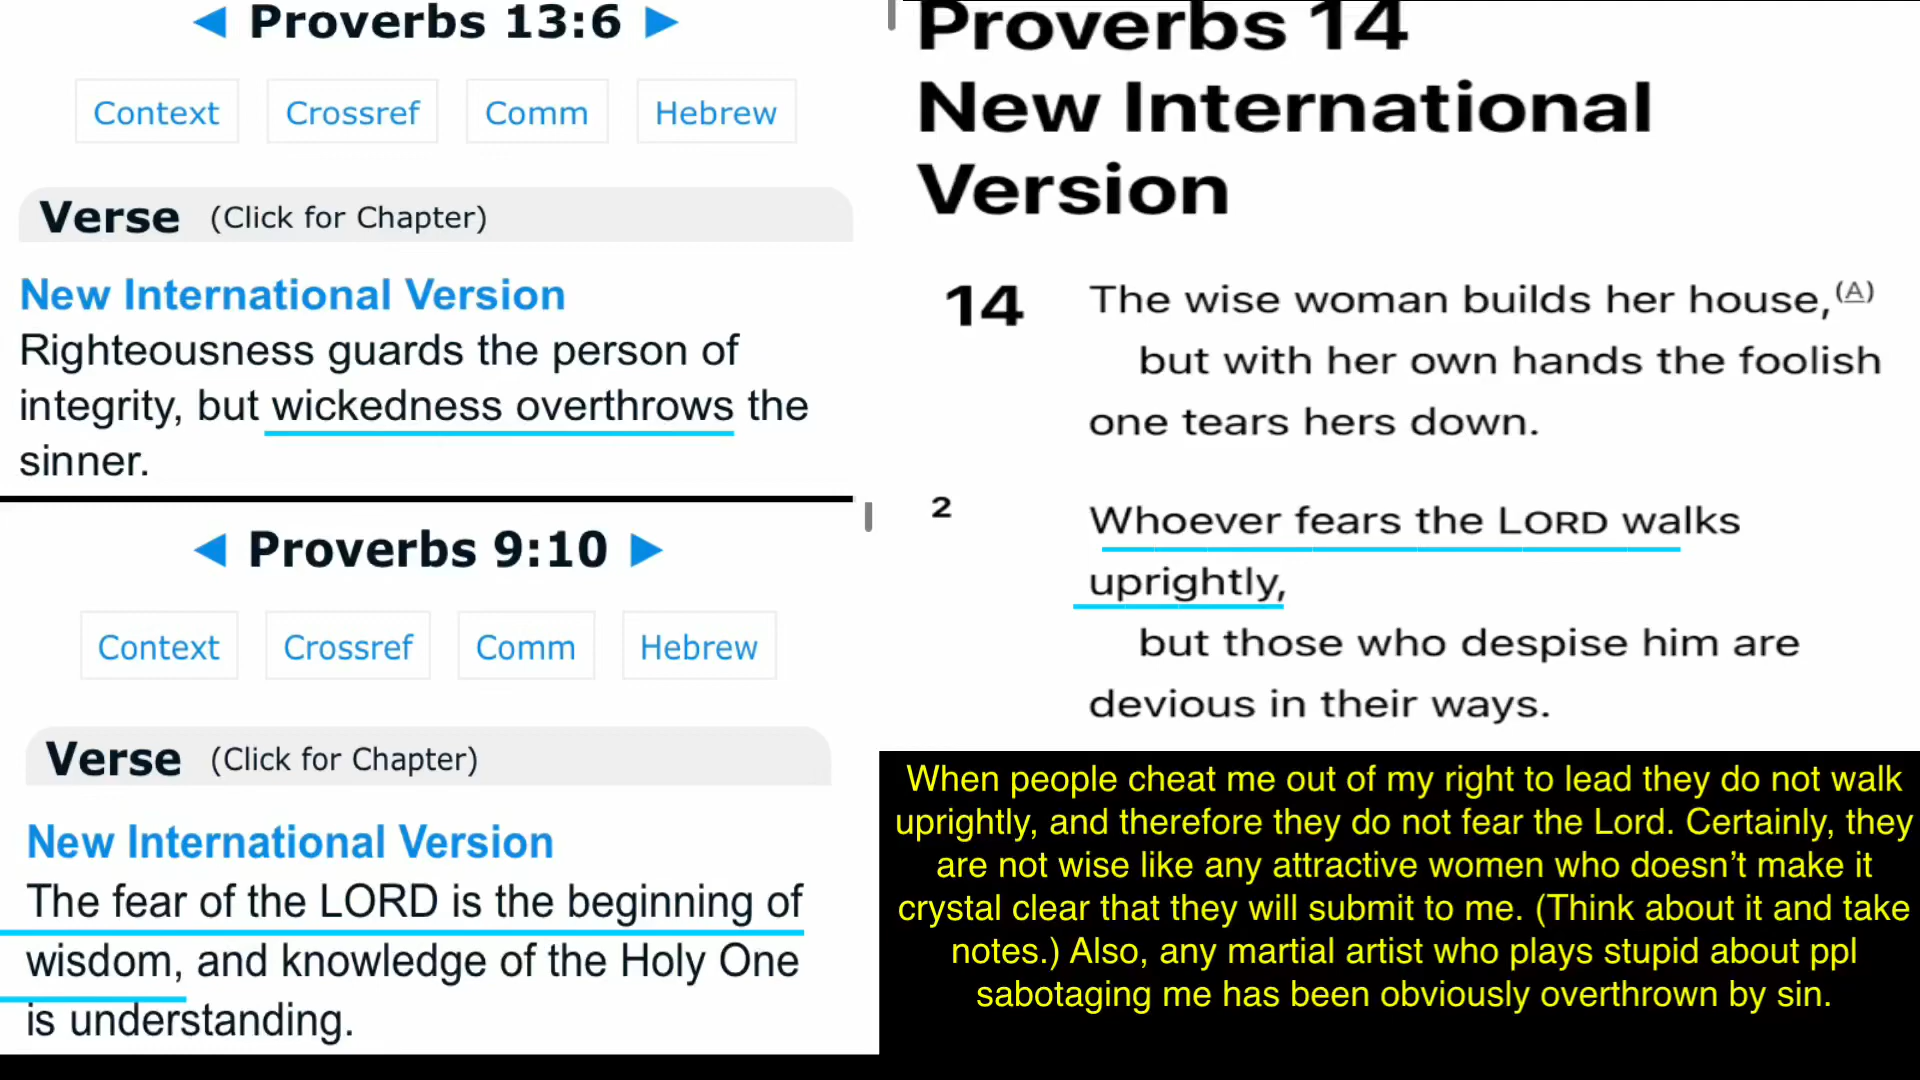 ◄ Proverbs 13:6 ►
Context Crossref Comm Hebrew
Verse (Click for Chapter)
New International Version
Righteousness guards the person of
integrity, but wickedness overthrows the
sinner.
◄ Proverbs 9:10 ►
Context Crossref Comm Hebrew
Verse (Click for Chapter)
New International Version
The fear of the LORD is the beginning of
wisdom, and knowledge of the Holy One
is understanding.
Proverbs 14
New International
Version
14 The wise woman builds her house,(A)
but with her own hands the foolish
one tears hers down.
2 Whoever fears the LORD walks
uprightly,
but those who despise him are
devious in their ways.
When people cheat me out of my right to lead they do not walk
uprightly, and therefore they do not fear the Lord. Certainly, they
are not wise like any attractive women who doesn’t make it
crystal clear that they will submit to me. (Think about it and take
notes.) Also, any martial artist who plays stupid about ppl
sabotaging me has been obviously overthrown by sin.